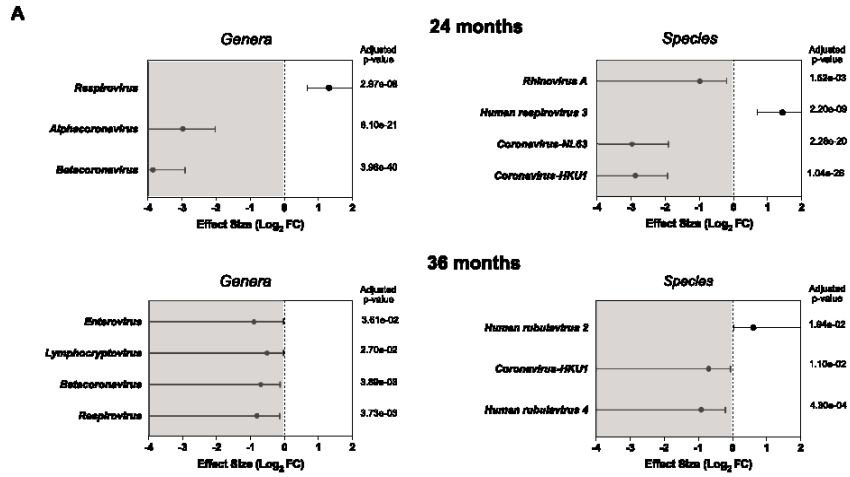 A
24 months
Genera
Adjusted
p-value
Respirovirus
2.97e-08
Alphacoronavirus
6.10e-21
Betacoronavirus
3.96e-40
-4 -3 -2 -1 0 1 2
Effect Size (Log2 FC)
Species
Adjusted
p-value
Rhinovirus A
1.52e-03
Human respirovirus 3
2.20e-09
Coronavirus-NL63
2.28e-20
Coronavirus-HKU1
1.04e-26
-4 -3 -2 -1 0 1 2
Effect Size (Log2 FC)
36 months
Genera
Adjusted
p-value
Enterovirus
3.61e-02
Lymphocryptovirus
2.70e-02
Betacoronavirus
3.89e-03
Respirovirus
3.73e-03
-4 -3 -2 -1 0 1 2
Effect Size (Log2 FC)
Species
Adjusted
p-value
Human rubulavirus 2
1.94e-02
Coronavirus-HKU1
1.10e-02
Human rubulavirus 4
4.30e-04
-4 -3 -2 -1 0 1 2
Effect Size (Log2 FC)